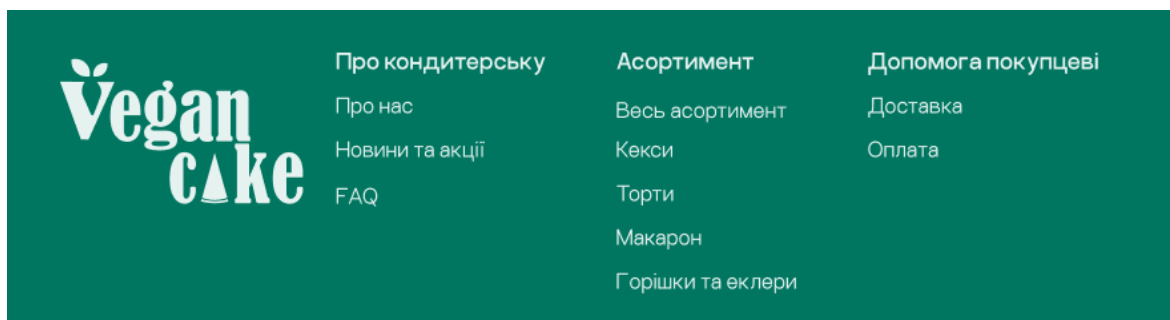 Vegan
cake
Про кондитерську
Про нас
Новини та акції
FAQ
Асортимент
Весь асортимент
Кекси
Торти
Макарон
Горішки та еклери
Допомога покупцеві
Доставка
Оплата